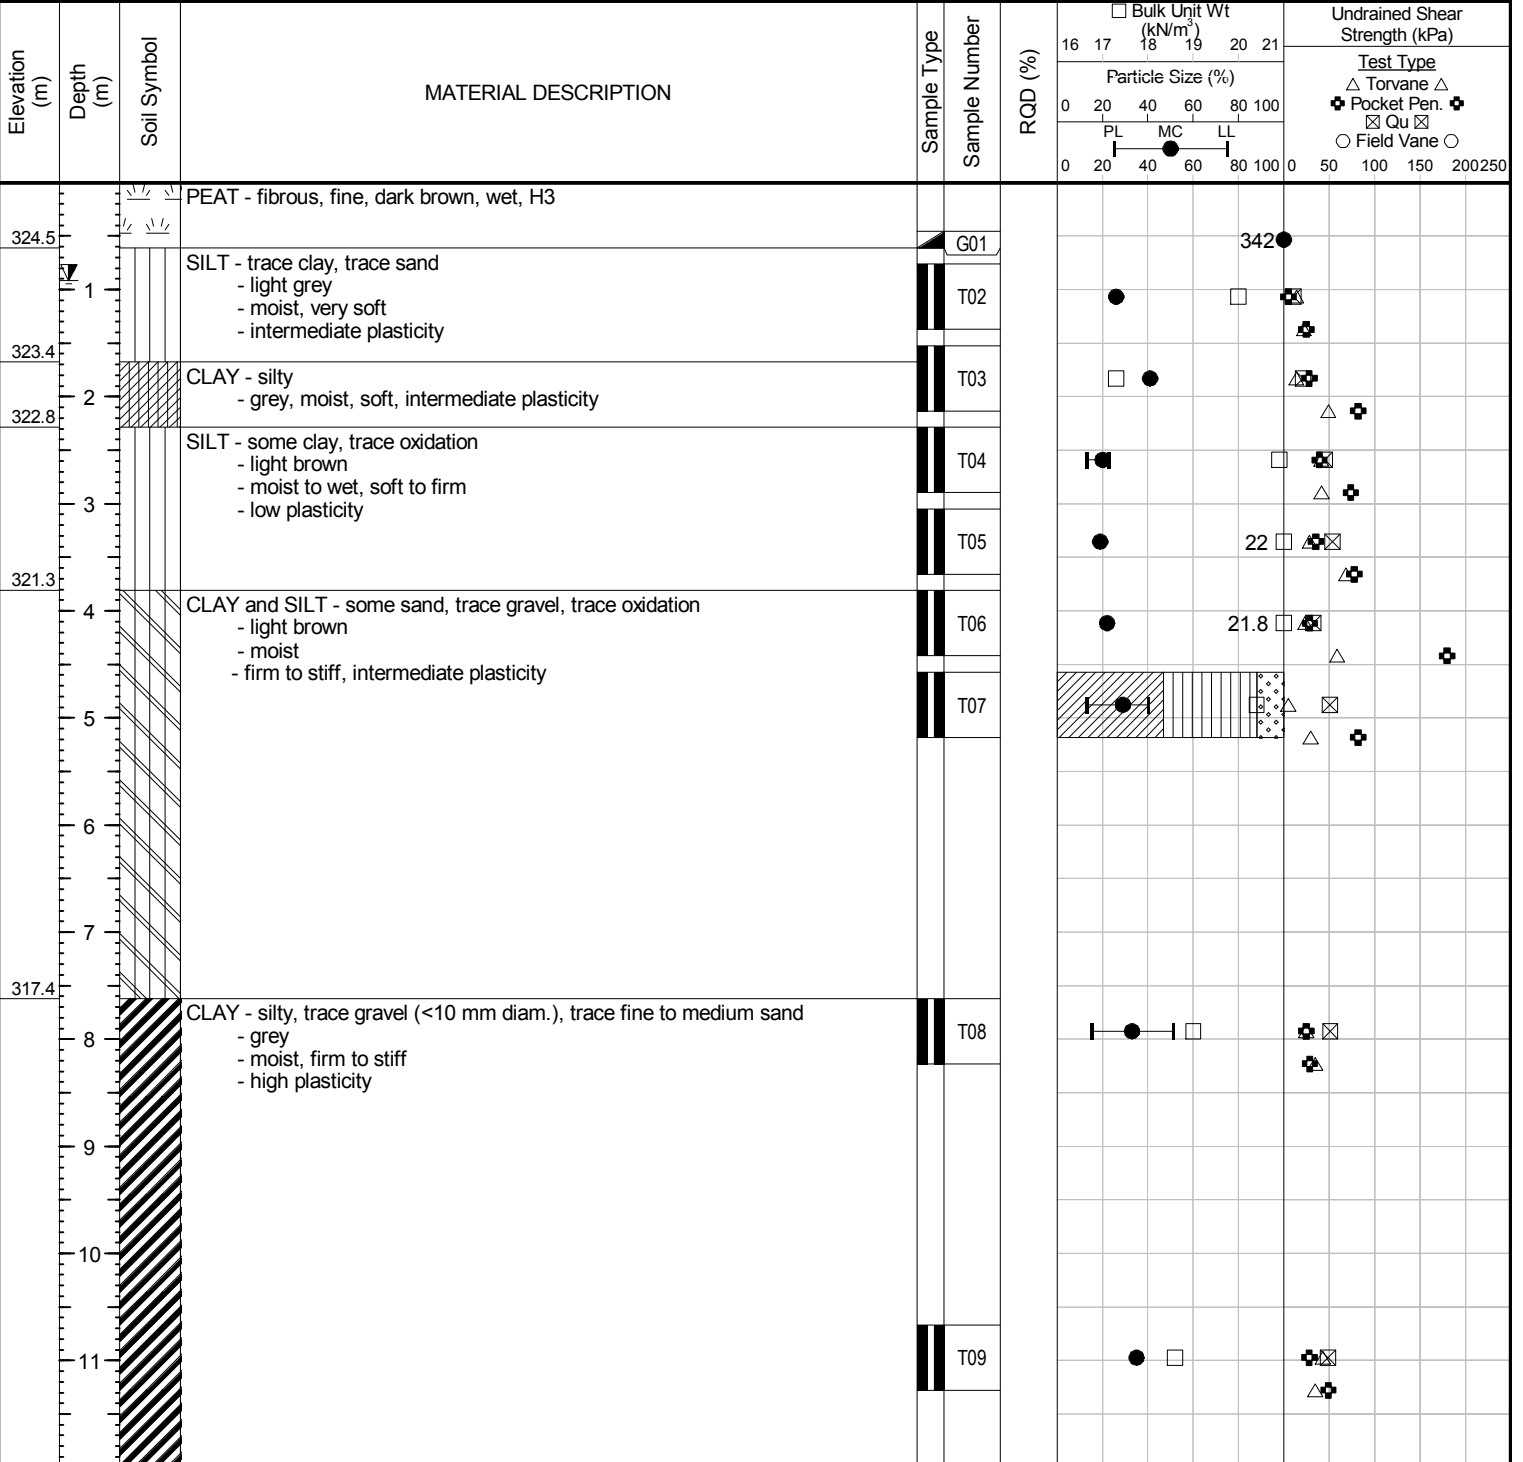 Elevation
(m)
Depth
(m)
Soil Symbol
MATERIAL DESCRIPTION
Sample Type
Sample Number
RQD (%)
Bulk Unit Wt
(kN/m³)
16 17 18 19 20 21
Particle Size (%)
0 20 40 60 80 100
PL MC LL
0 20 40 60 80 100
Undrained Shear
Strength (kPa)
Test Type
Torvane
Pocket Pen.
Qu
Field Vane
0 50 100 150 200 250
PEAT - fibrous, fine, dark brown, wet, H3
324.5
G01
342
SILT - trace clay, trace sand
- light grey
- moist, very soft
- intermediate plasticity
1
T02
323.4
CLAY - silty
- grey, moist, soft, intermediate plasticity
T03
2
322.8
SILT - some clay, trace oxidation
- light brown
- moist to wet, soft to firm
- low plasticity
T04
3
T05
22
321.3
CLAY and SILT - some sand, trace gravel, trace oxidation
- light brown
- moist
- firm to stiff, intermediate plasticity
4
T06
21.8
T07
5
6
7
317.4
CLAY - silty, trace gravel (<10 mm diam.), trace fine to medium sand
- grey
- moist, firm to stiff
- high plasticity
8
T08
9
10
11
T09